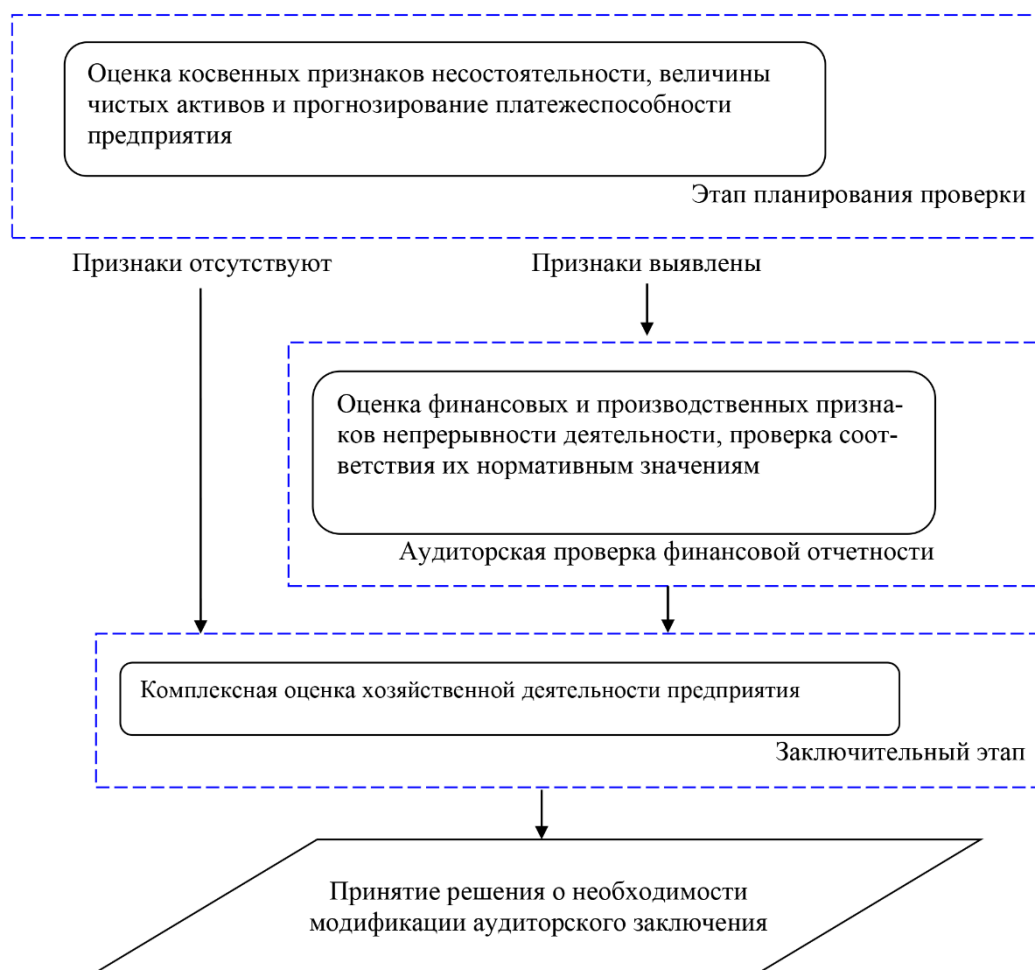 Оценка косвенных признаков несостоятельности, величины
чистых активов и прогнозирование платежеспособности
предприятия
Этап планирования проверки
Признаки отсутствуют
Признаки выявлены
Оценка финансовых и производственных призна-
ков непрерывности деятельности, проверка соот-
ветствия их нормативным значениям
Аудиторская проверка финансовой отчетности
Комплексная оценка хозяйственной деятельности предприятия
Заключительный этап
Принятие решения о необходимости
модификации аудиторского заключения